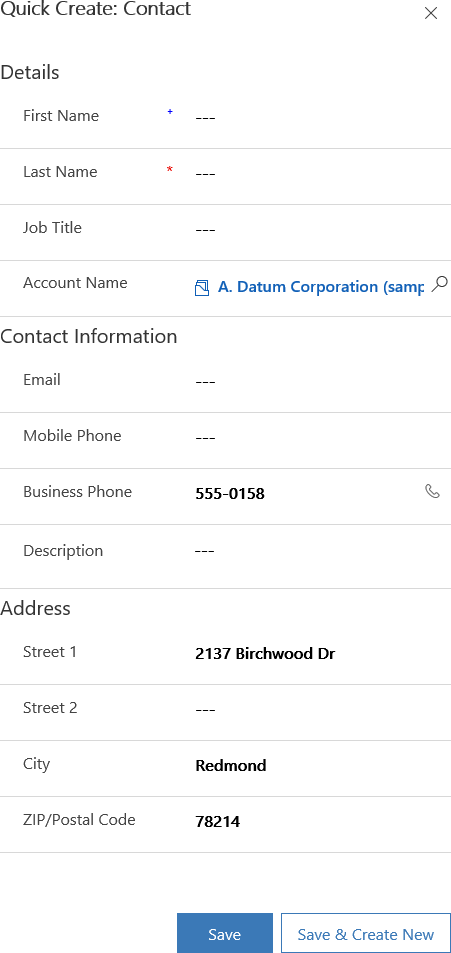 Quick Create: Contact
Details
First Name + ---
Last Name * ---
Job Title ---
Account Name A. Datum Corporation (samp
Contact Information
Email ---
Mobile Phone ---
Business Phone 555-0158
Description ---
Address
Street 1 2137 Birchwood Dr
Street 2 ---
City Redmond
ZIP/Postal Code 78214
Save Save & Create New